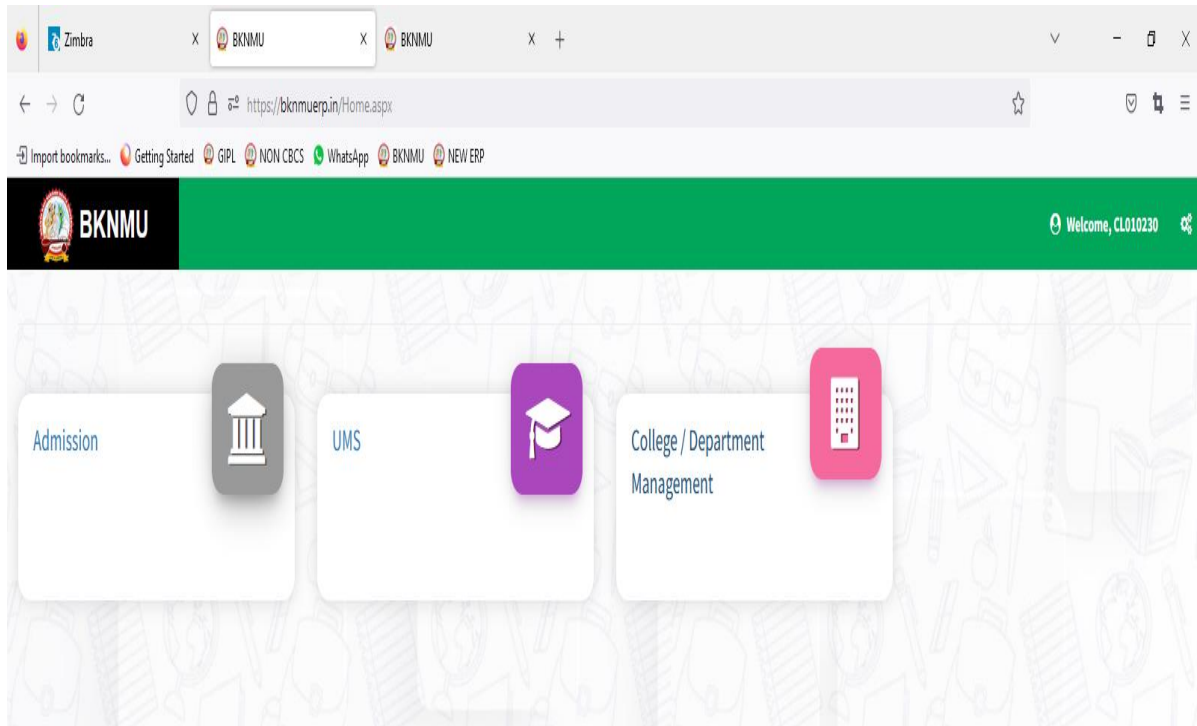 Zimbra
BKNMU
BKNMU
https://bknmuerp.in/Home.aspx
Import bookmarks... Getting Started GIPL NON CBCS WhatsApp BKNMU NEW ERP
BKNMU
Welcome, CL010230
Admission
UMS
College / Department
Management